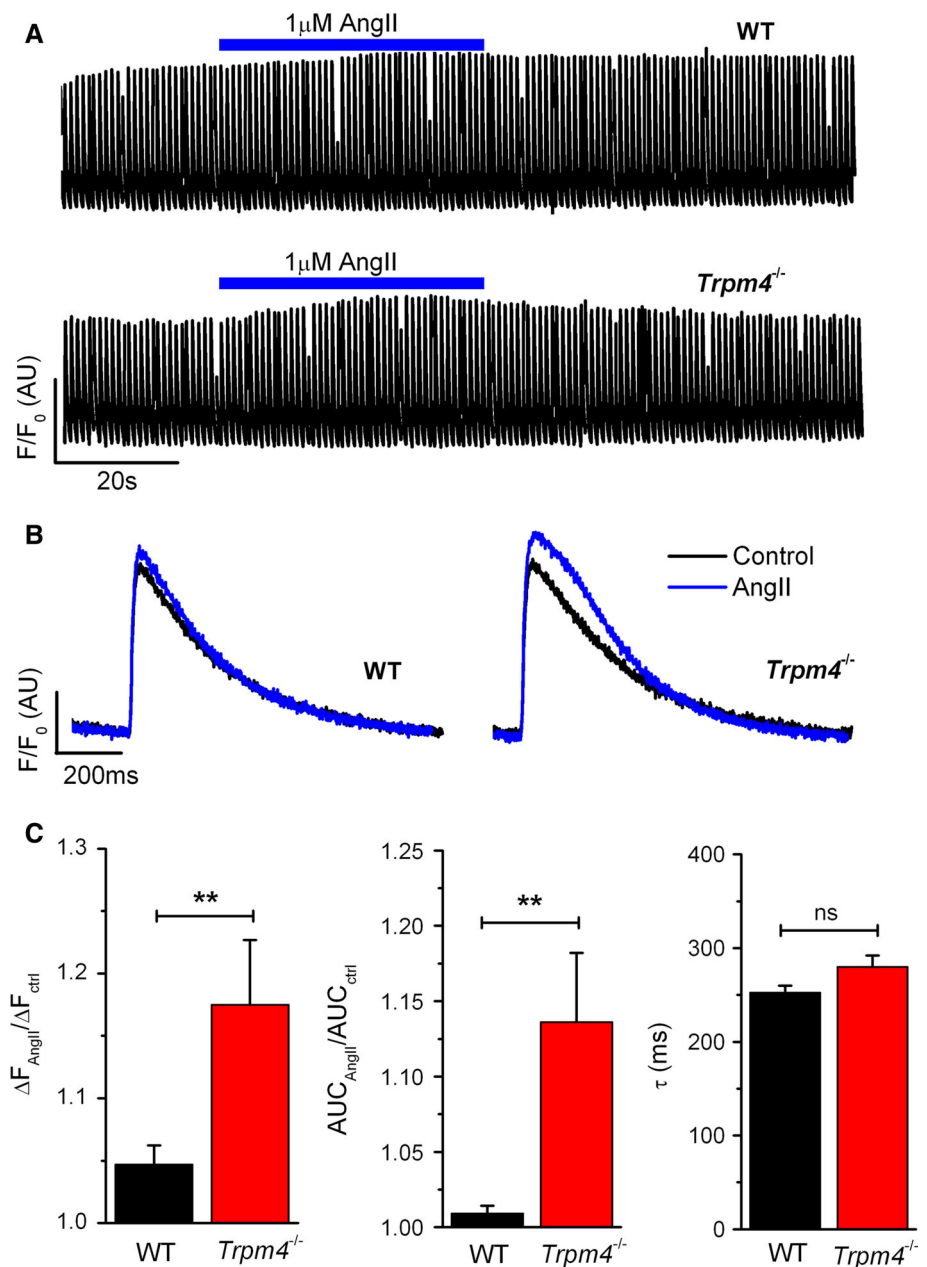 A
1μM AngII
WT
1μM AngII
Trpm4-/-
F/F0 (AU)
20s
B
Control
AngII
WT
Trpm4-/-
F/F0 (AU)
200ms
C
1.3
1.2
1.1
1.0
ΔFAngII/ΔFctrl
**
WT
Trpm4-/-
1.25
1.20
1.15
1.10
1.05
1.00
AUCAngII/AUCctrl
**
WT
Trpm4-/-
400
300
200
100
0
τ (ms)
ns
WT
Trpm4-/-